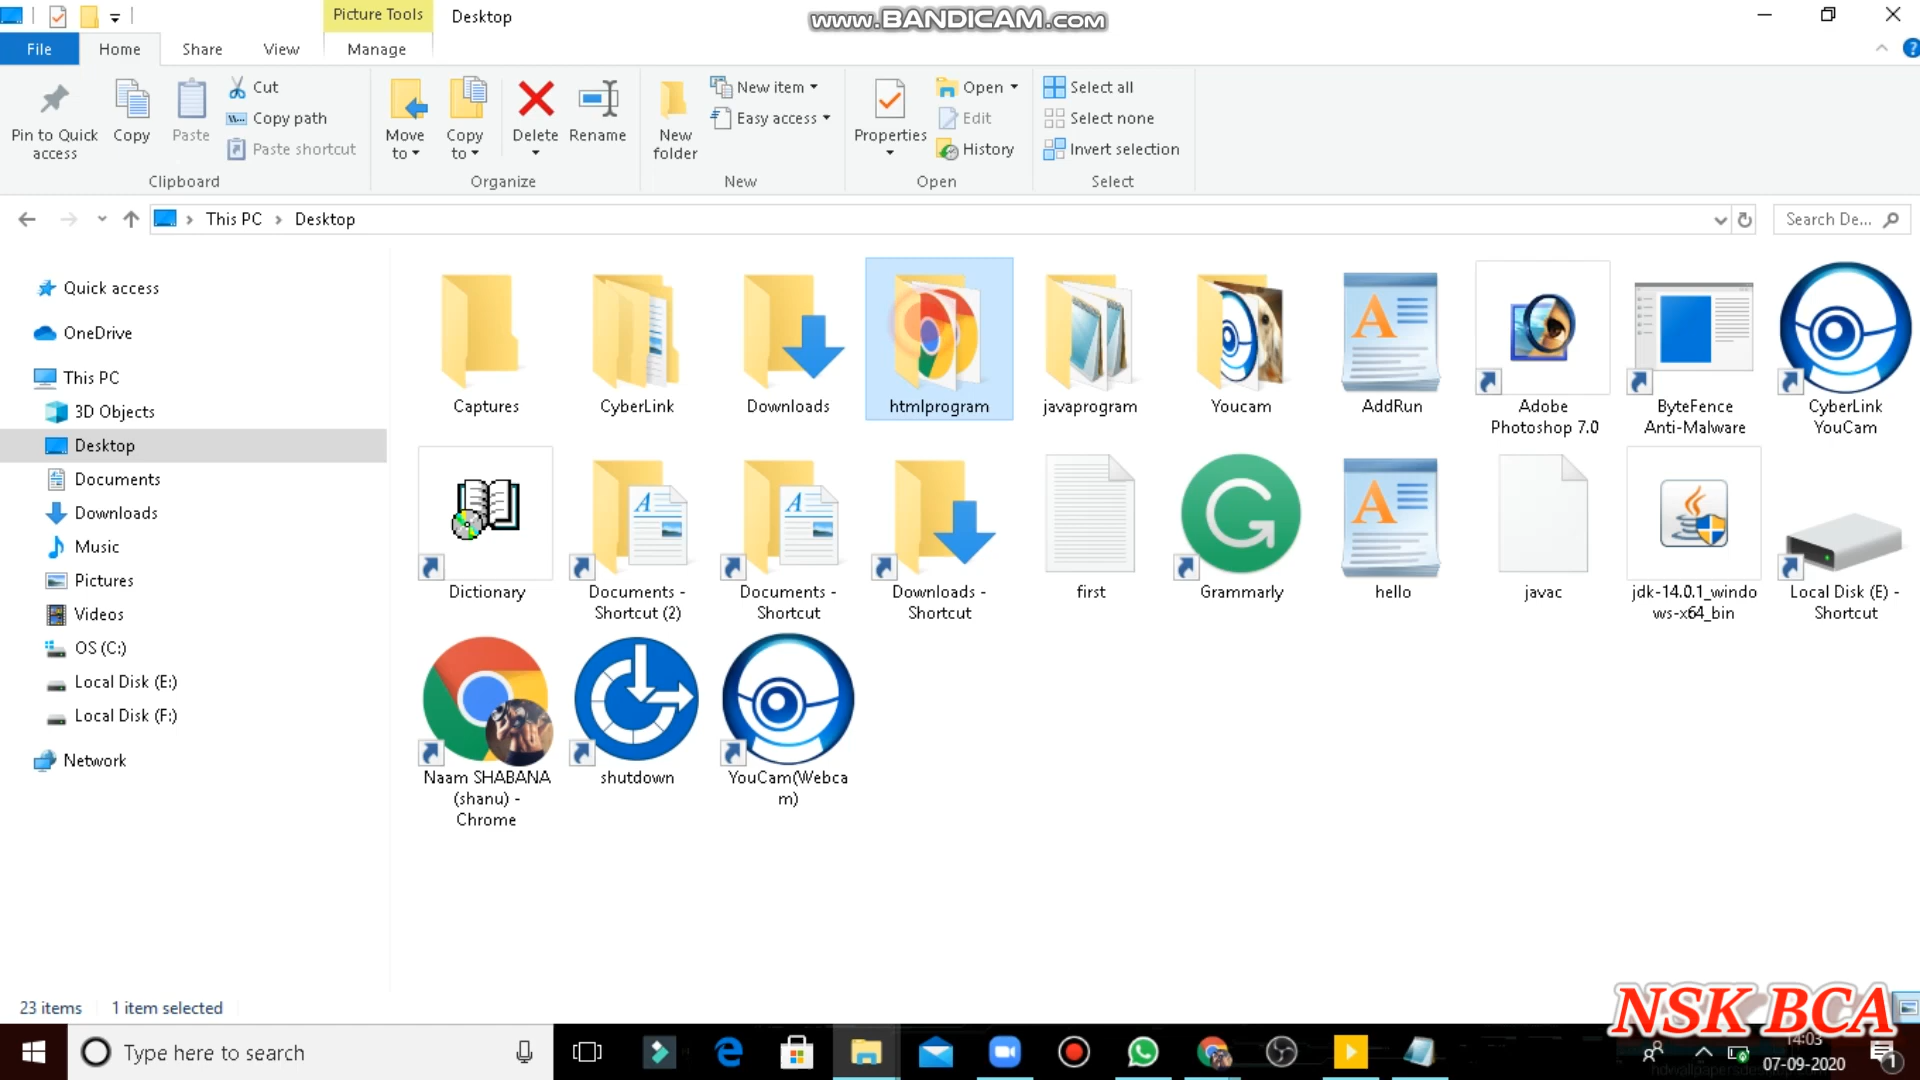 Picture Tools
Desktop
www.BANDICAM.com
File
Home
Share
View
Manage
Pin to Quick access
Copy
Paste
Cut
Copy path
Paste shortcut
Move to
Copy to
Delete
Rename
New folder
New item
Easy access
Properties
Open
Edit
History
Select all
Select none
Invert selection
Clipboard
Organize
New
Open
Select
This PC
Desktop
Search De...
Quick access
OneDrive
This PC
3D Objects
Desktop
Documents
Downloads
Music
Pictures
Videos
OS (C:)
Local Disk (E:)
Local Disk (F:)
Network
Captures
CyberLink
Downloads
htmlprogram
javaprogram
Youcam
AddRun
Adobe
Photoshop 7.0
ByteFence
Anti-Malware
CyberLink
YouCam
Dictionary
Documents -
Shortcut (2)
Documents -
Shortcut
Downloads -
Shortcut
first
Grammarly
hello
javac
jdk-14.0.1_windo
ws-x64_bin
Local Disk (E) -
Shortcut
Naam SHABANA
(shanu) -
Chrome
shutdown
YouCam(Webca
m)
23 items
1 item selected
NSK BCA
Type here to search
14:03
07-09-2020
1